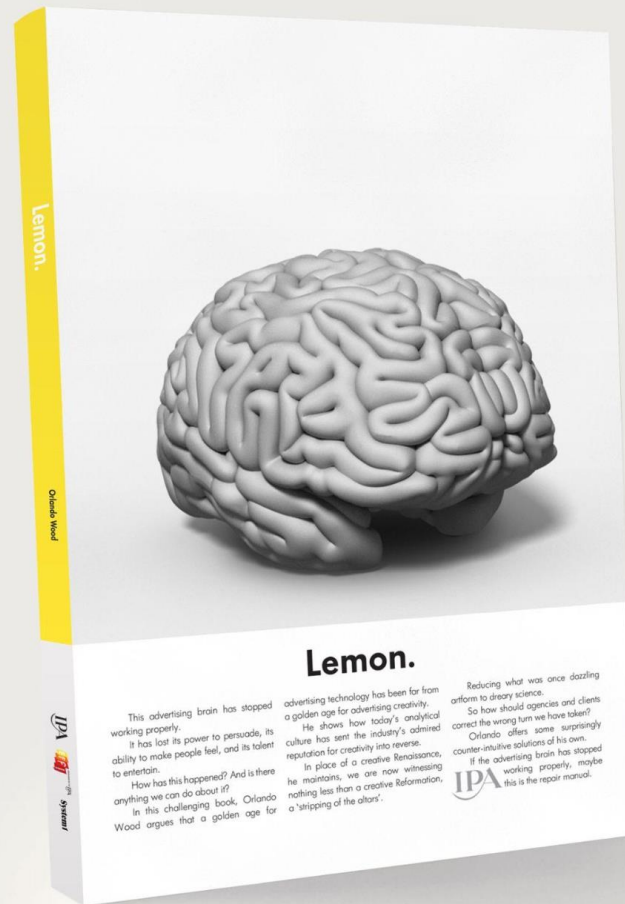 Lemon.
Orlando Wood
IPA
System1
Lemon.
This advertising brain has stopped
working properly.
It has lost its power to persuade, its
ability to make people feel, and its talent
to entertain.
How has this happened? And is there
anything we can do about it?
In this challenging book, Orlando
Wood argues that a golden age for
advertising technology has been far from
a golden age for advertising creativity.
He shows how today's analytical
culture has sent the industry's admired
reputation for creativity into reverse.
In place of a creative Renaissance,
he maintains, we are now witnessing
nothing less than a creative Reformation,
a 'stripping of the altars'.
Reducing what was once dazzling
artform to dreary science.
So how should agencies and clients
correct the wrong turn we have taken?
Orlando offers some surprisingly
counter-intuitive solutions of his own.
If the advertising brain has stopped
working properly, maybe
this is the repair manual.
IPA